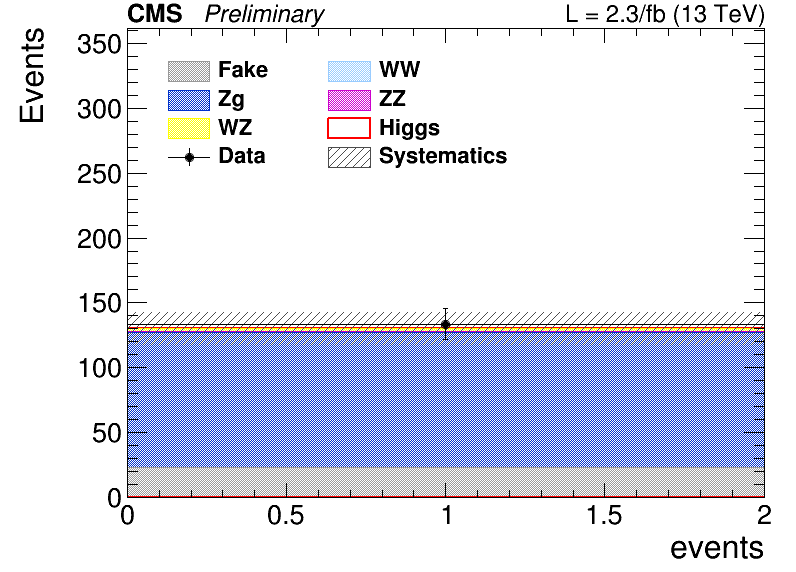 CMS Preliminary L = 2.3/fb (13 TeV)
Events
350
300
250
200
150
100
50
0
Fake WW
Zg ZZ
WZ Higgs
Data Systematics
0 0.5 1 1.5 2
events